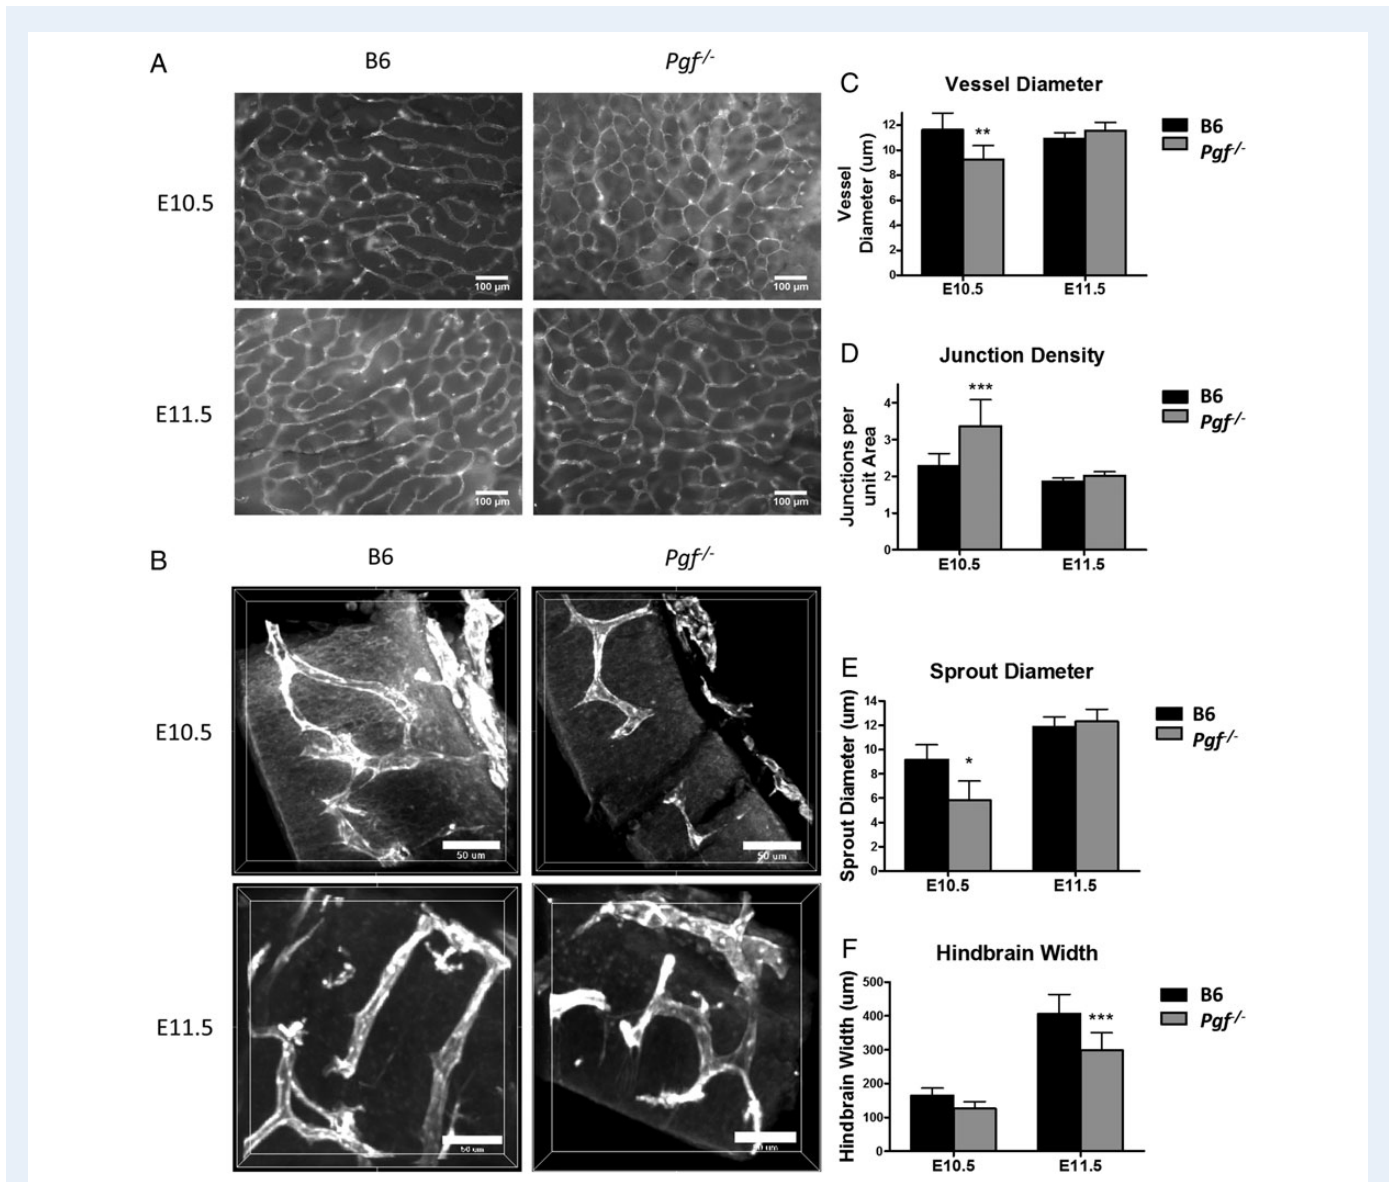 A
B6
Pgf-/-
E10.5
100 µm
100 µm
E11.5
100 µm
100 µm
B
B6
Pgf-/-
E10.5
50 um
50 um
E11.5
50 um
C
Vessel Diameter
Vessel
Diameter (um)
12
10
8
6
4
2
0
E10.5
E11.5
**
B6
Pgf-/-
D
Junction Density
Junctions per
unit Area
4
3
2
1
0
E10.5
E11.5
***
B6
Pgf-/-
E
Sprout Diameter
Sprout Diameter (um)
14
12
10
8
6
4
2
0
E10.5
E11.5
*
B6
Pgf-/-
F
Hindbrain Width
Hindbrain Width (um)
500
400
300
200
100
0
E10.5
E11.5
***
B6
Pgf-/-